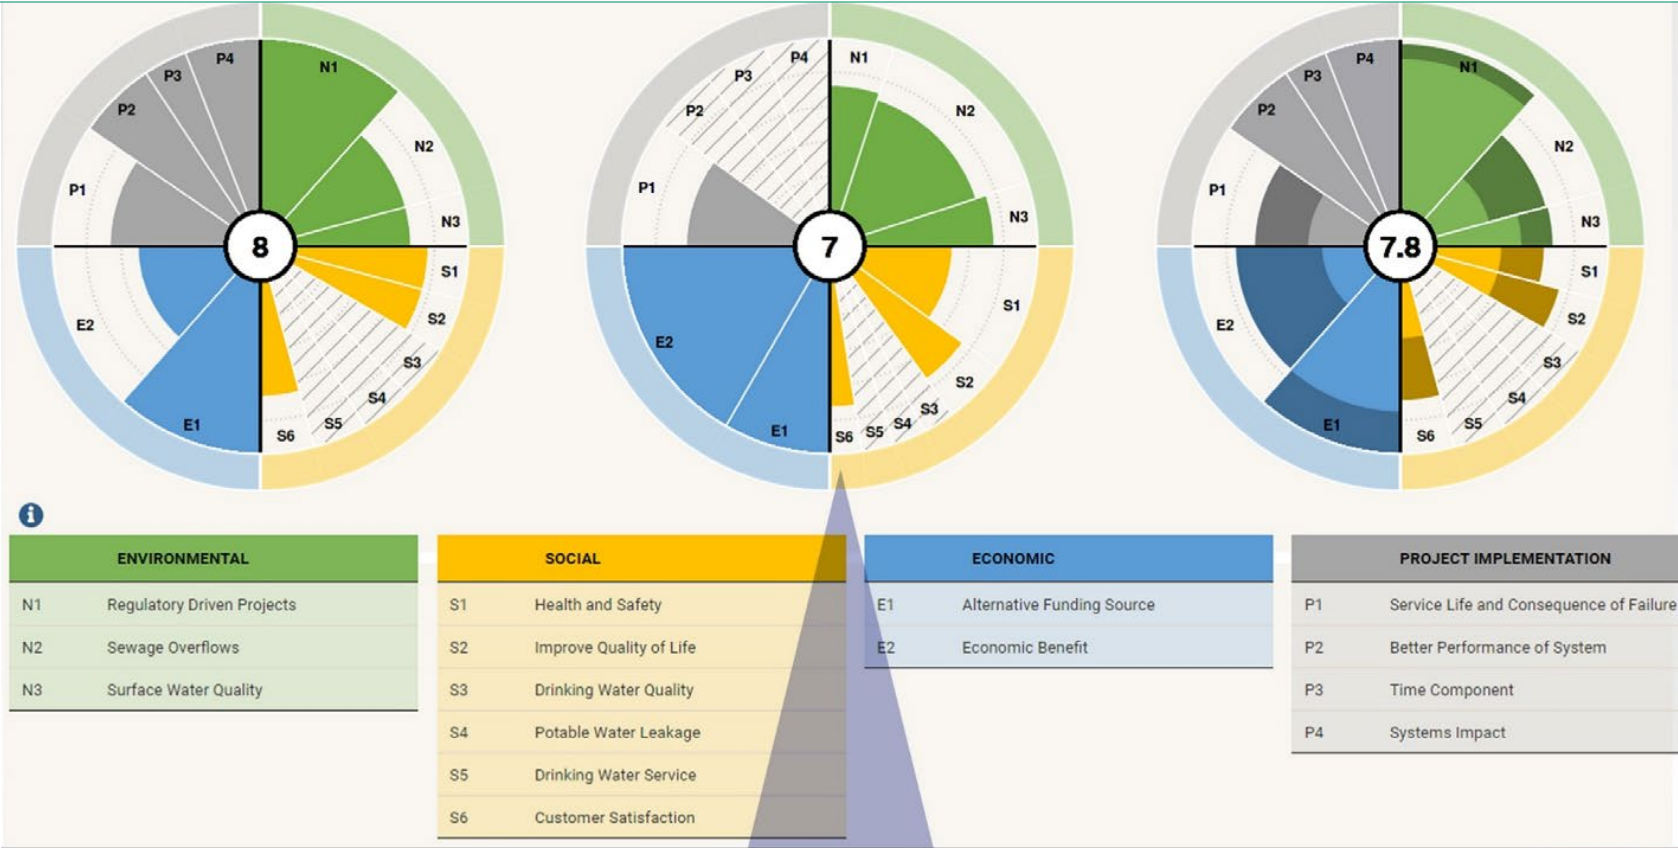 P4
N1
P3
P2
N2
P1
N3
8
S1
S2
E2
S3
S4
E1
S5
S6
P4
N1
P3
P2
N2
P1
N3
7
S1
E2
S2
S3
S4
E1
S6
S5
P4
N1
P3
P2
N2
P1
N3
7.8
S1
S2
E2
S3
S4
E1
S5
S6
i
ENVIRONMENTAL
N1 Regulatory Driven Projects
N2 Sewage Overflows
N3 Surface Water Quality
SOCIAL
S1 Health and Safety
S2 Improve Quality of Life
S3 Drinking Water Quality
S4 Potable Water Leakage
S5 Drinking Water Service
S6 Customer Satisfaction
ECONOMIC
E1 Alternative Funding Source
E2 Economic Benefit
PROJECT IMPLEMENTATION
P1 Service Life and Consequence of Failure
P2 Better Performance of System
P3 Time Component
P4 Systems Impact